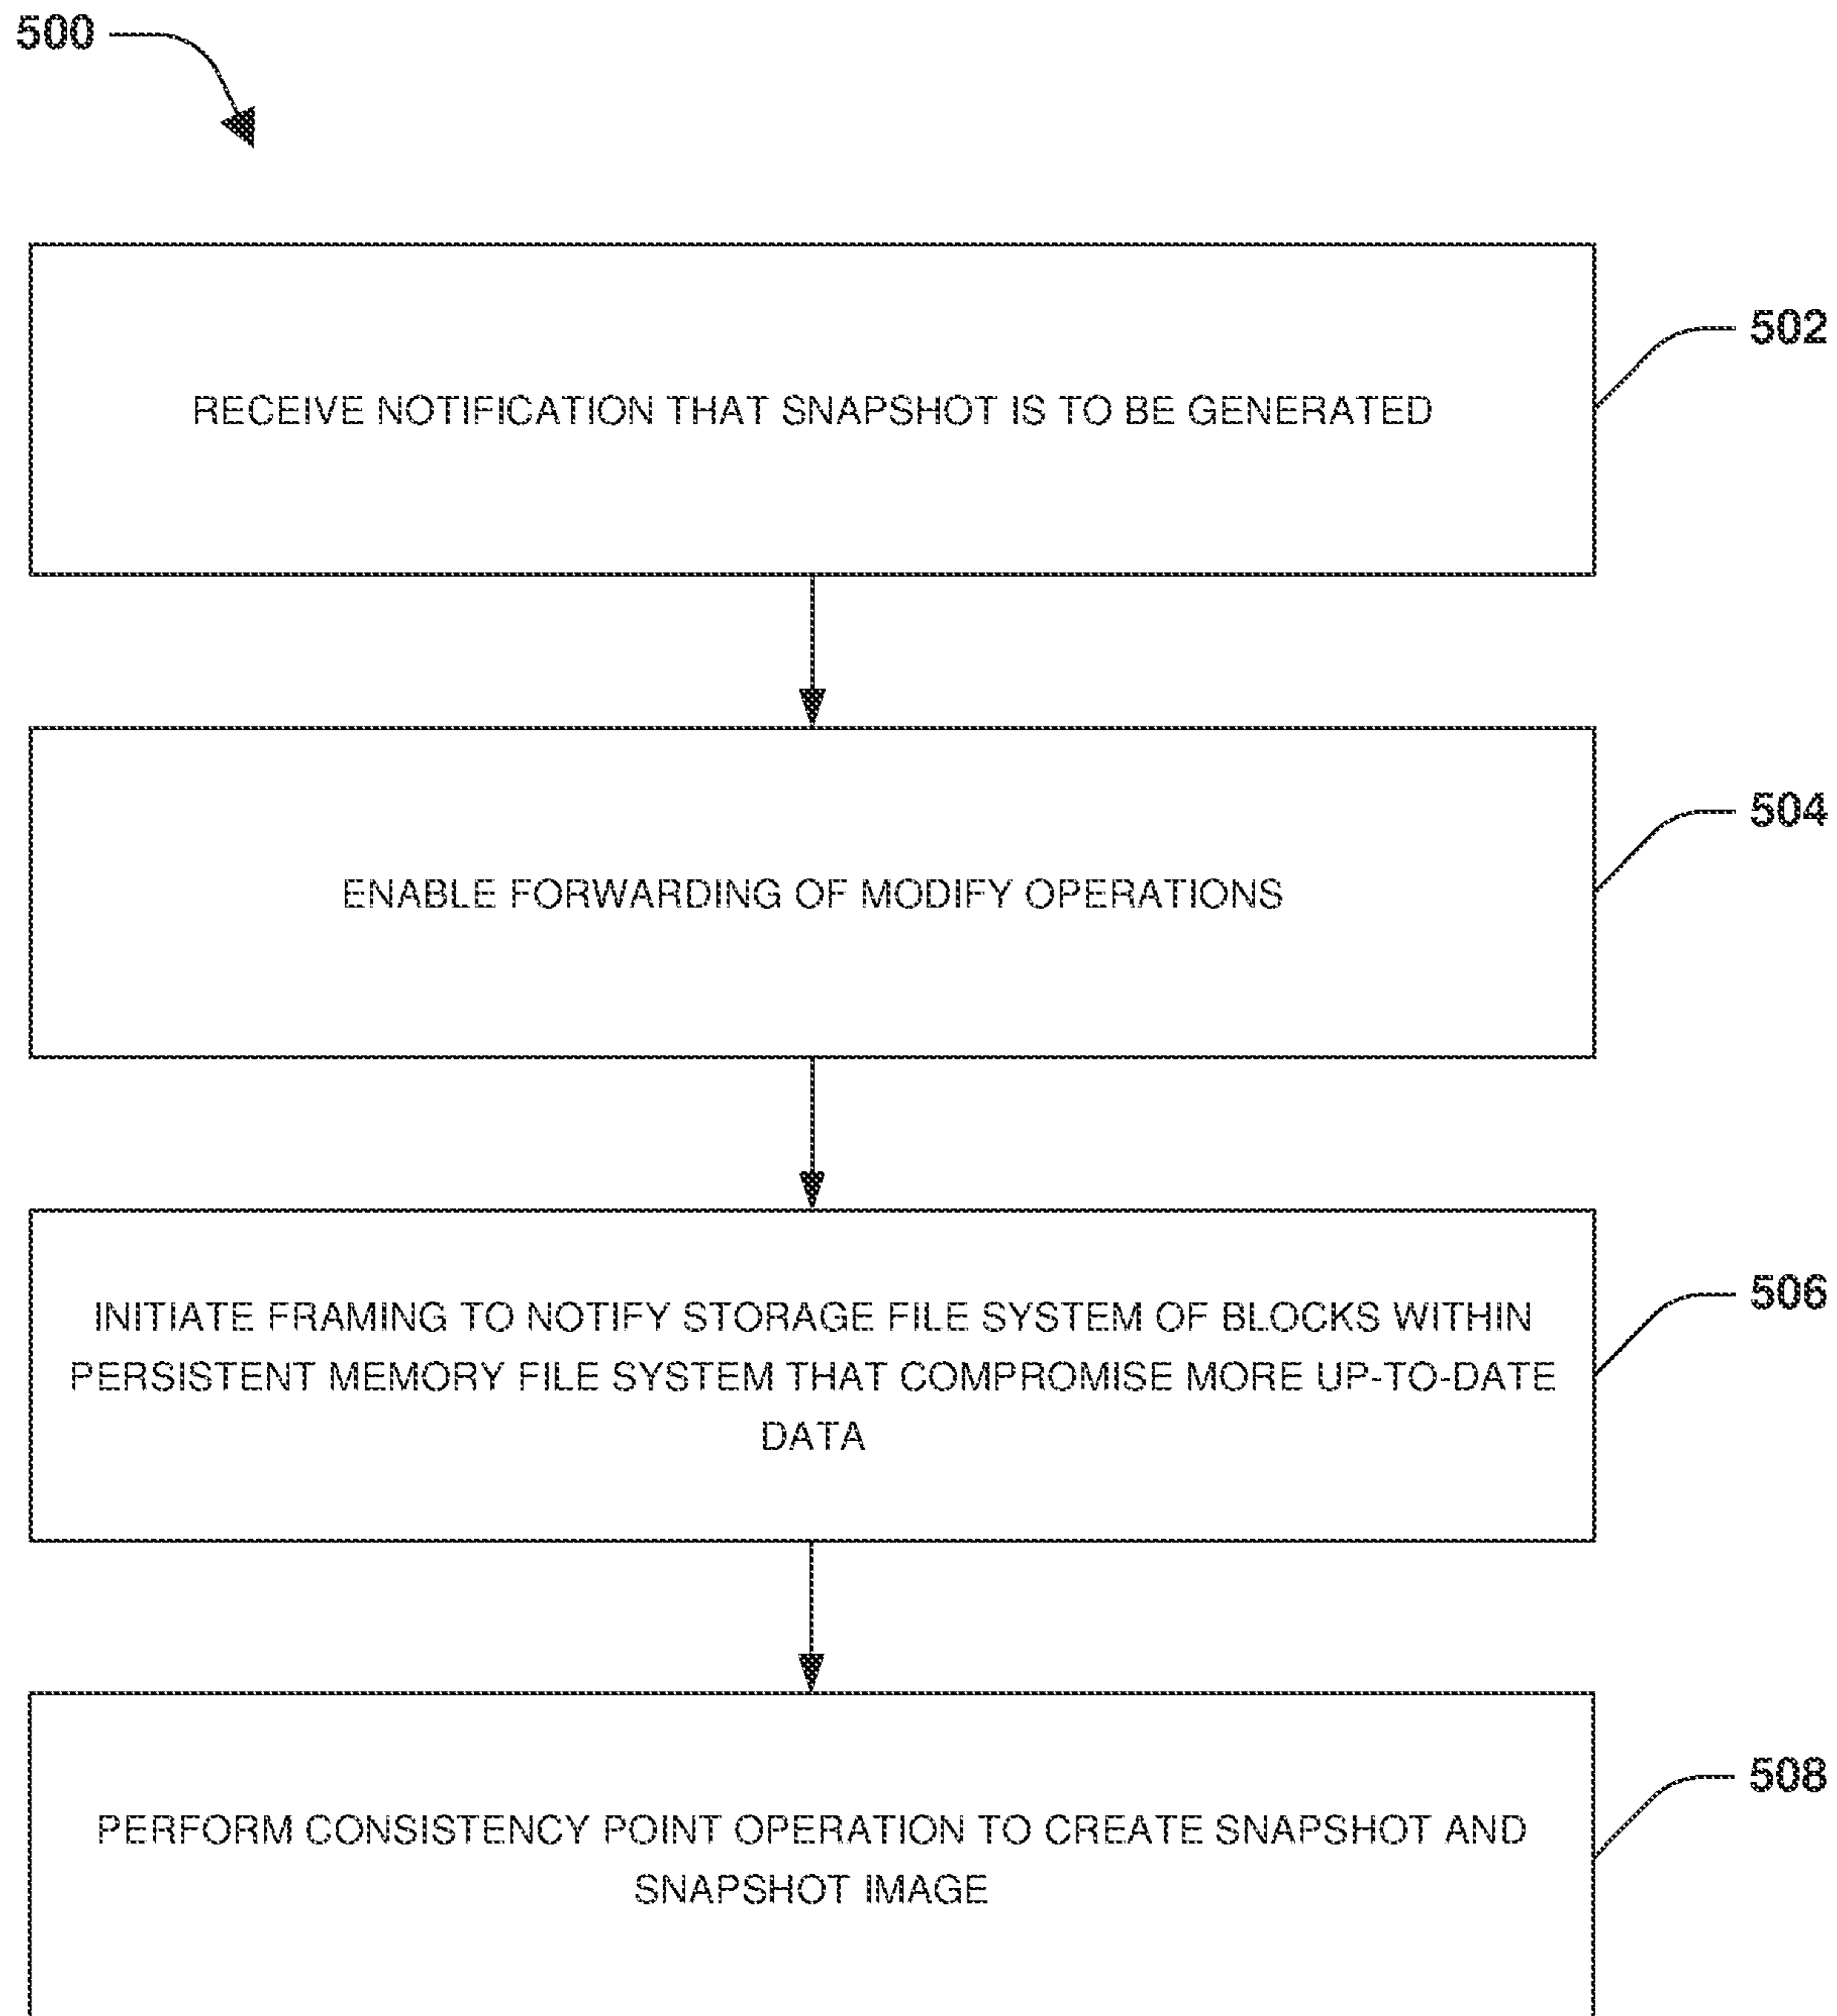 500
RECEIVE NOTIFICATION THAT SNAPSHOT IS TO BE GENERATED
502
ENABLE FORWARDING OF MODIFY OPERATIONS
504
INITIATE FRAMING TO NOTIFY STORAGE FILE SYSTEM OF BLOCKS WITHIN
PERSISTENT MEMORY FILE SYSTEM THAT COMPROMISE MORE UP-TO-DATE
DATA
506
PERFORM CONSISTENCY POINT OPERATION TO CREATE SNAPSHOT AND
SNAPSHOT IMAGE
508